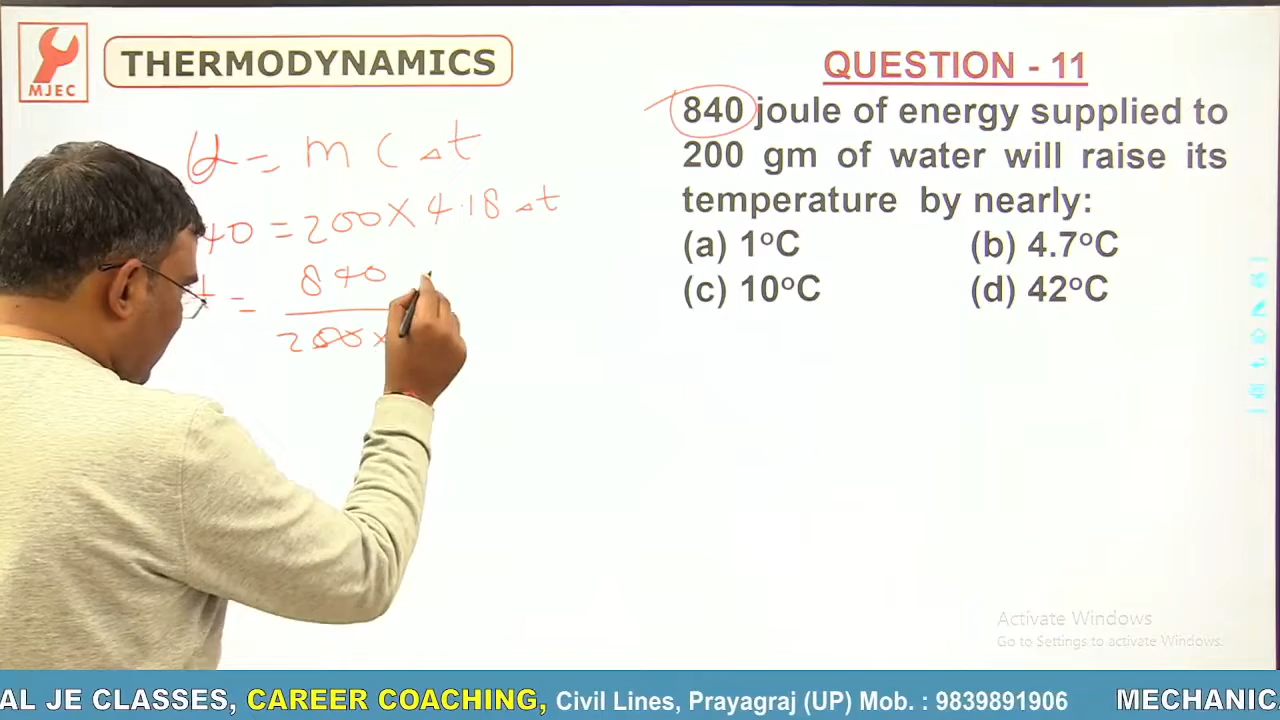 MJEC
THERMODYNAMICS
Q = m C Δt
40 = 200 × 4.18 Δt
= 840
200 ×
QUESTION - 11
840 joule of energy supplied to
200 gm of water will raise its
temperature by nearly:
(a) 1°C (b) 4.7°C
(c) 10°C (d) 42°C
Activate Windows
Go to Settings to activate Windows.
AL JE CLASSES, CAREER COACHING, Civil Lines, Prayagraj (UP) Mob. : 9839891906 MECHANIC